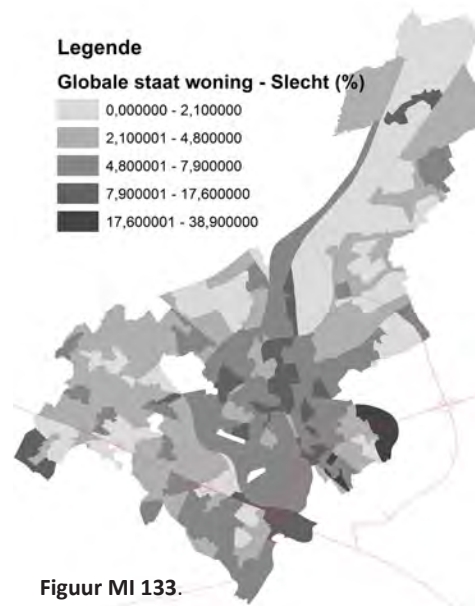 Legende
Globale staat woning - Slecht (%)
0,000000 - 2,100000
2,100001 - 4,800000
4,800001 - 7,900000
7,900001 - 17,600000
17,600001 - 38,900000
Figuur MI 133.